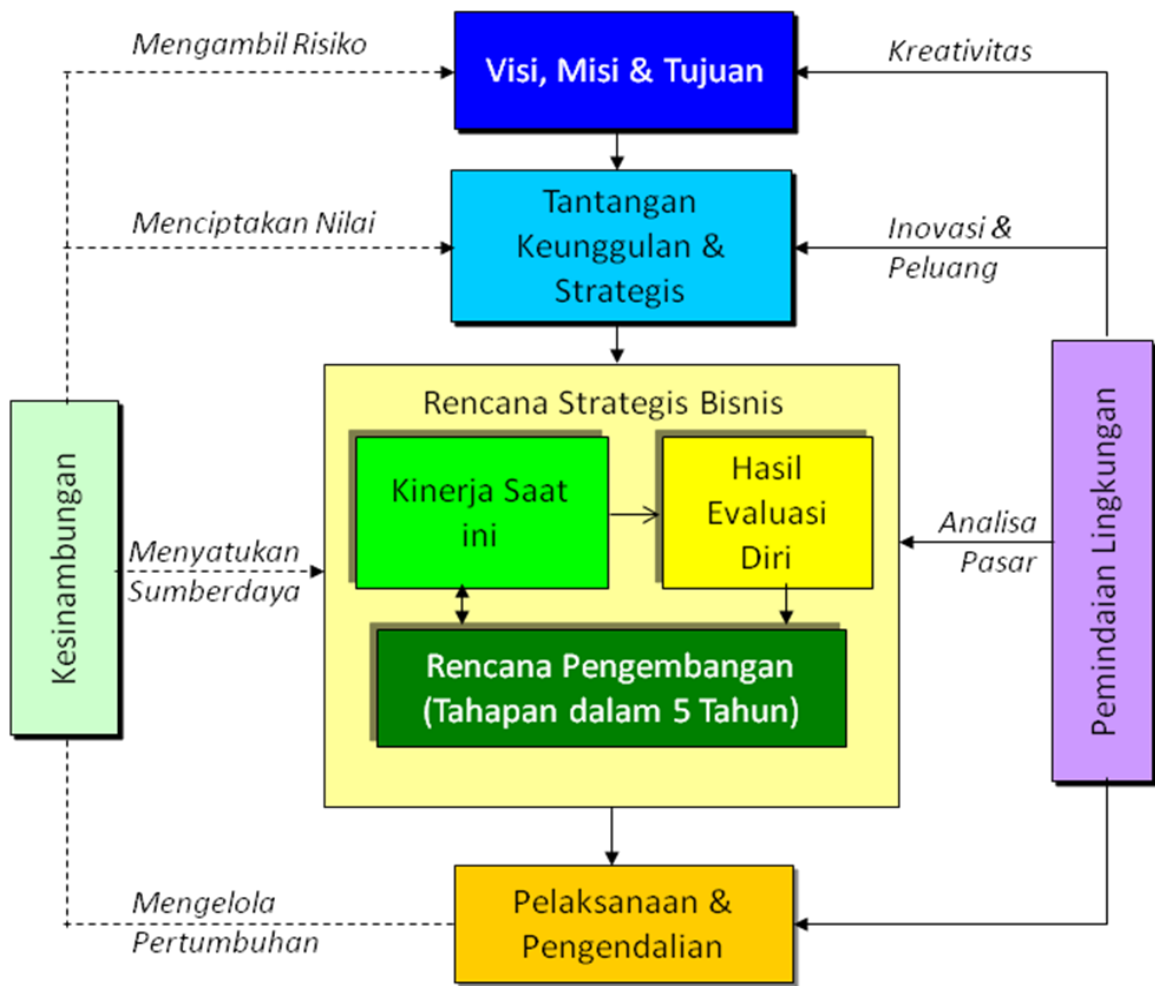 Mengambil Risiko
Visi, Misi & Tujuan
Kreativitas
Menciptakan Nilai
Tantangan
Keunggulan &
Strategis
Inovasi &
Peluang
Rencana Strategis Bisnis
Kesinambungan
Kinerja Saat
ini
Hasil
Evaluasi
Diri
Pemindaian Lingkungan
Menyatukan
Sumberdaya
Analisa
Pasar
Rencana Pengembangan
(Tahapan dalam 5 Tahun)
Mengelola
Pertumbuhan
Pelaksanaan &
Pengendalian